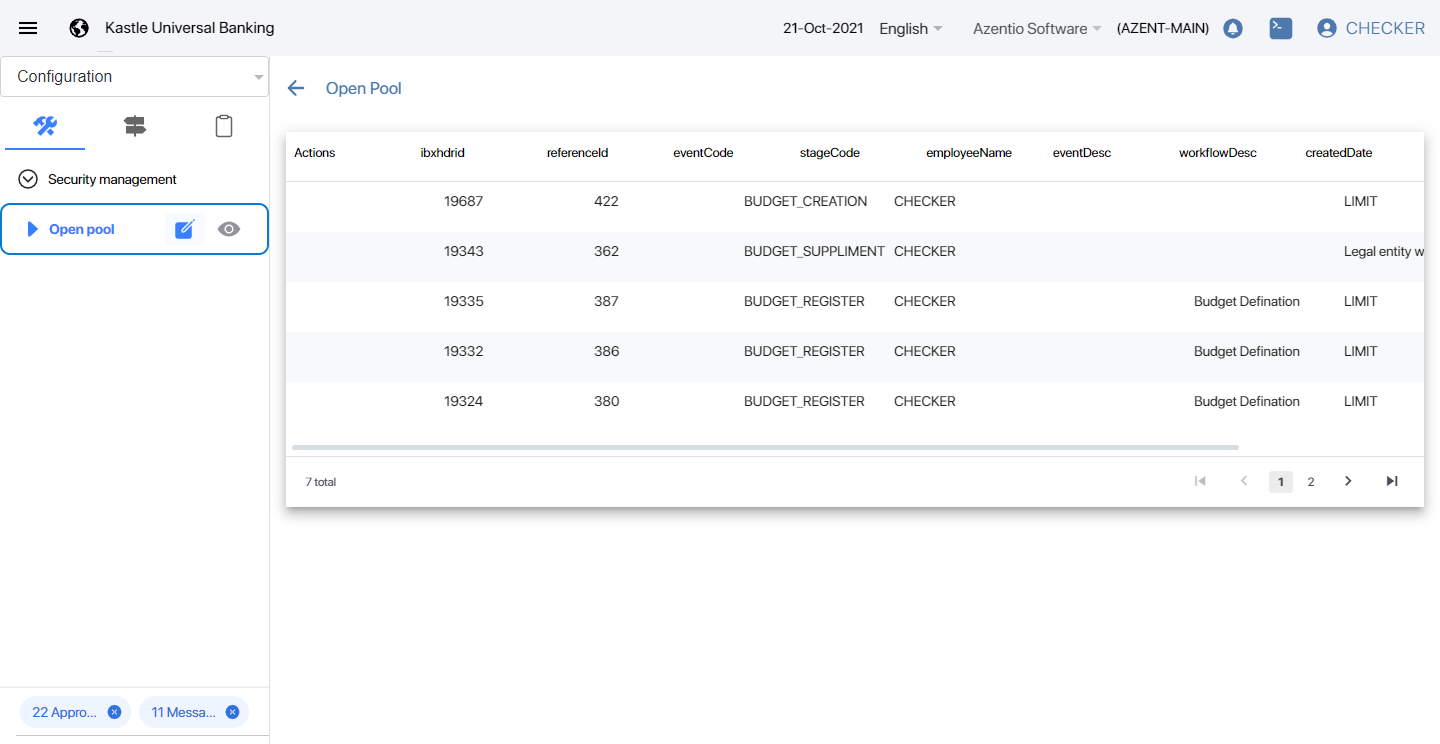 Kastle Universal Banking 21-Oct-2021 English Azentio Software (AZENT-MAIN) CHECKER
Configuration
Security management
Open pool
22 Appro... 11 Messa...
Open Pool
Actions ibxhdrid referenceId eventCode stageCode employeeName eventDesc workflowDesc createdDate
19687 422 BUDGET_CREATION CHECKER LIMIT
19343 362 BUDGET_SUPPLIMENT CHECKER Legal entity w
19335 387 BUDGET_REGISTER CHECKER Budget Defination LIMIT
19332 386 BUDGET_REGISTER CHECKER Budget Defination LIMIT
19324 380 BUDGET_REGISTER CHECKER Budget Defination LIMIT
7 total 1 2